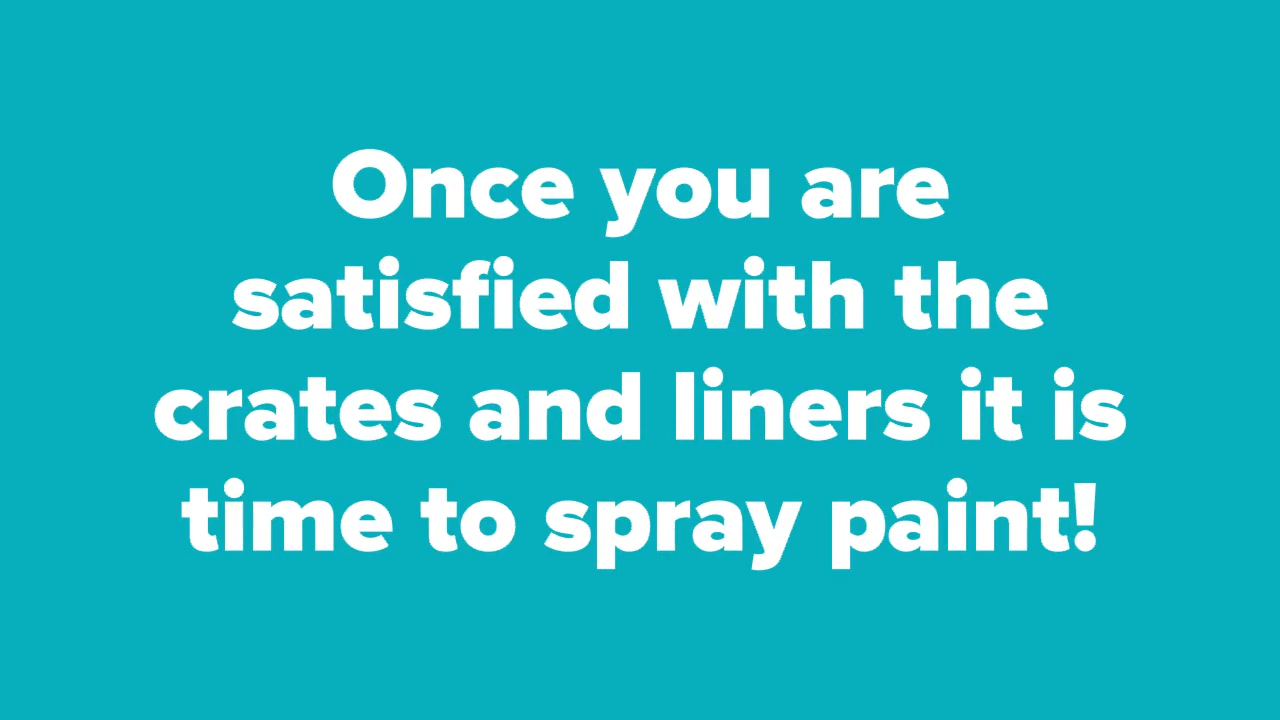 Once you are
satisfied with the
crates and liners it is
time to spray paint!